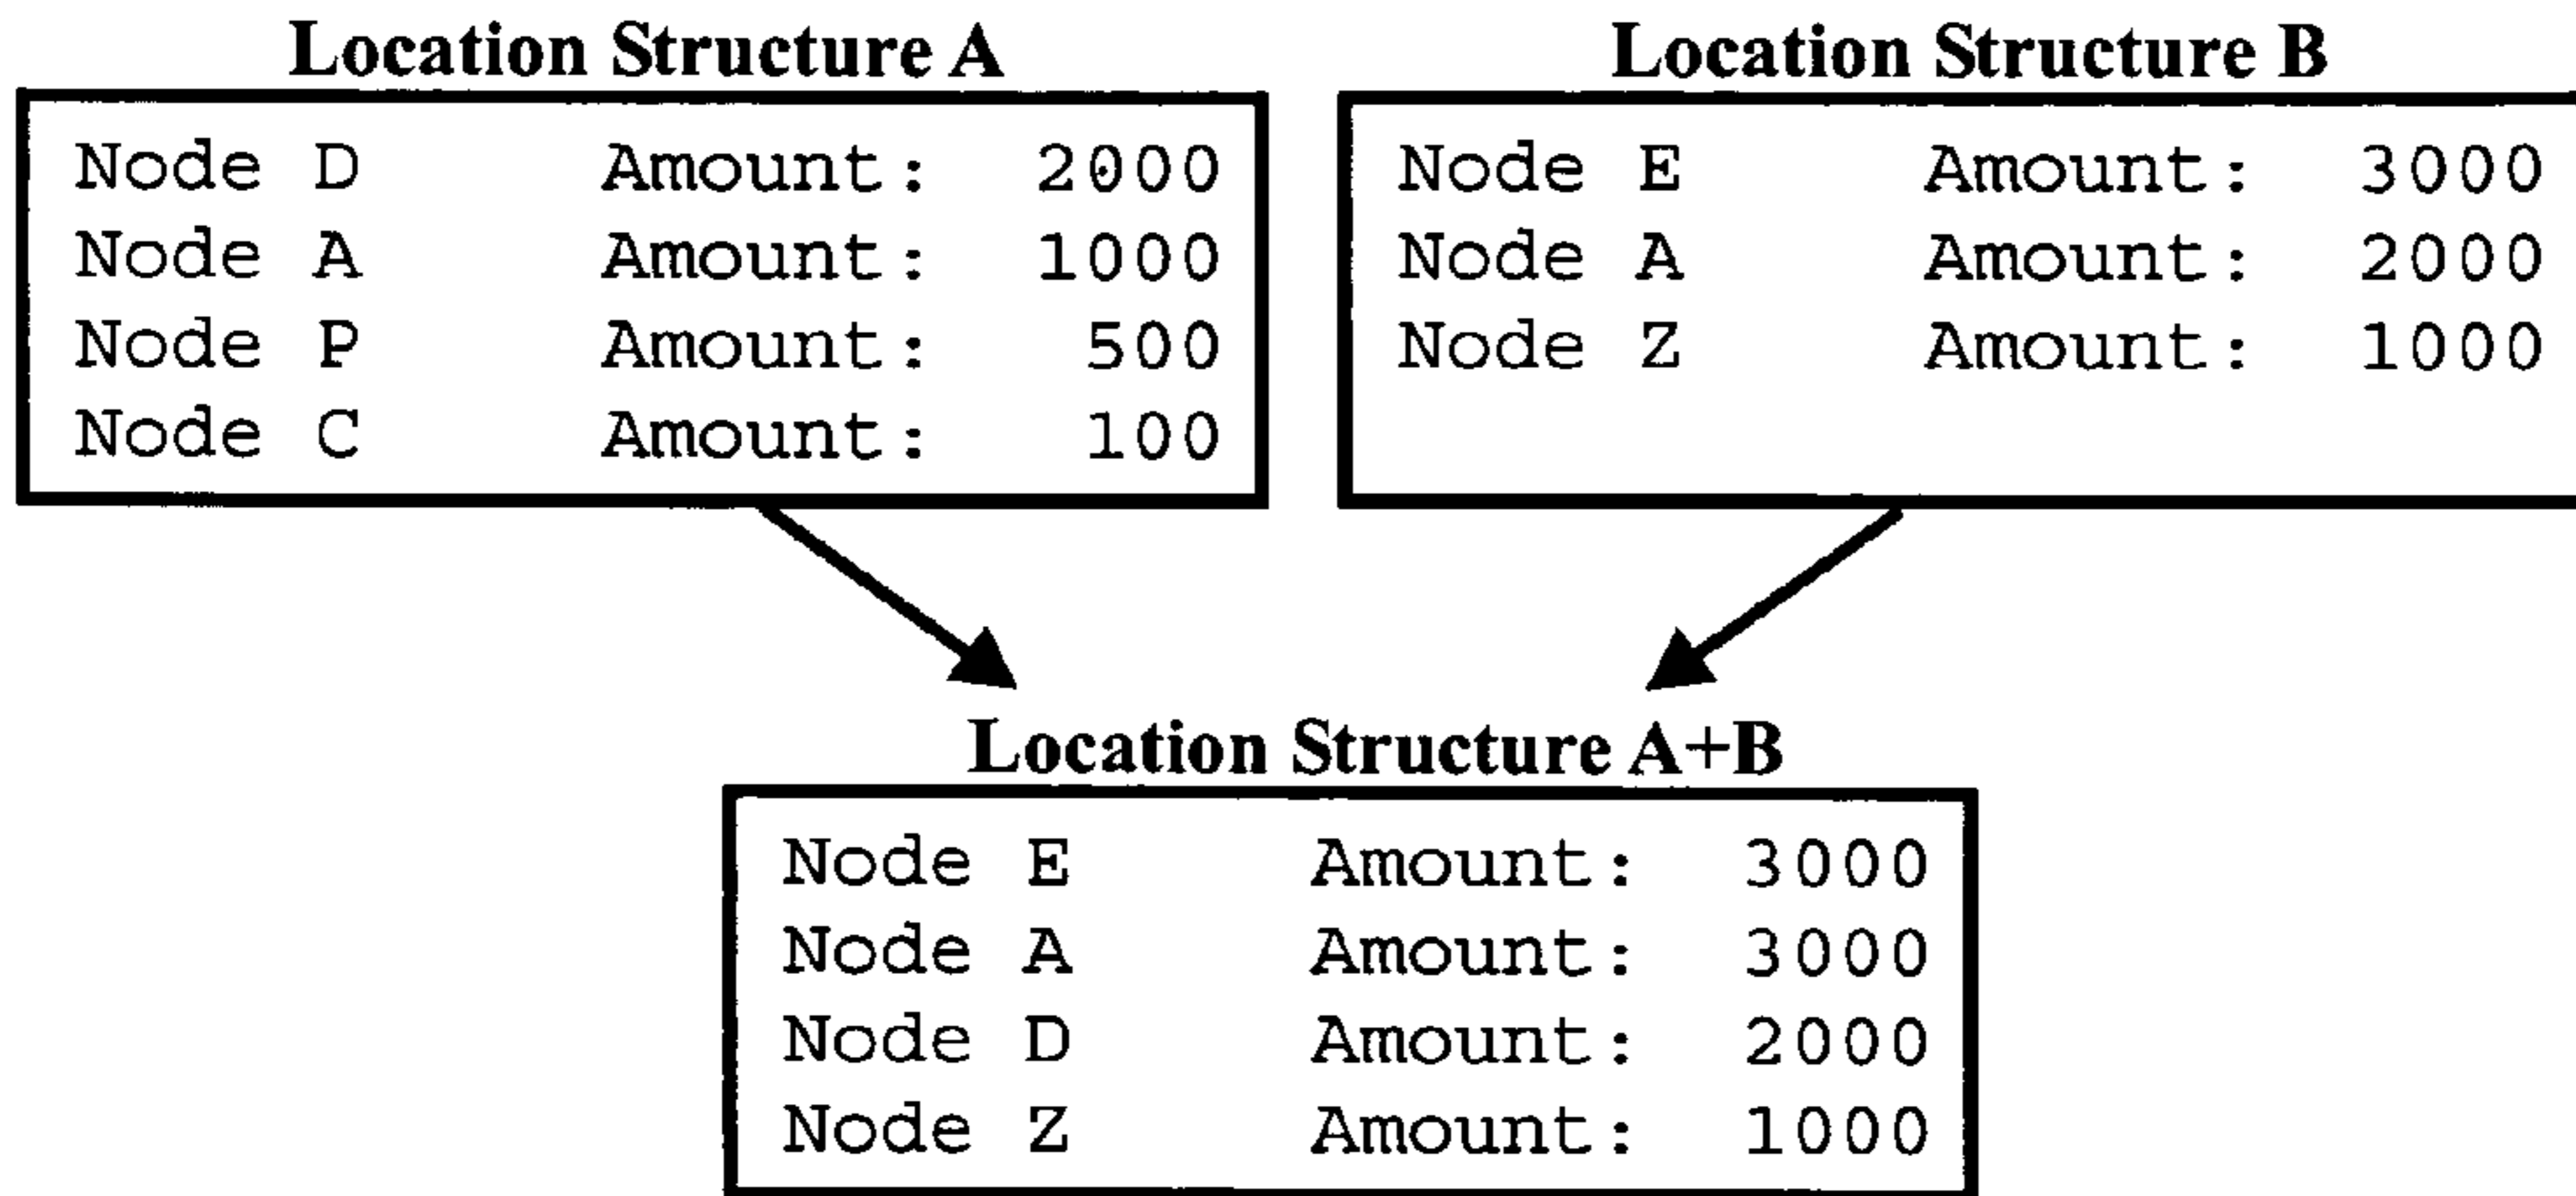 Location Structure A
Node D Amount: 2000
Node A Amount: 1000
Node P Amount: 500
Node C Amount: 100
Location Structure B
Node E Amount: 3000
Node A Amount: 2000
Node Z Amount: 1000
Location Structure A+B
Node E Amount: 3000
Node A Amount: 3000
Node D Amount: 2000
Node Z Amount: 1000